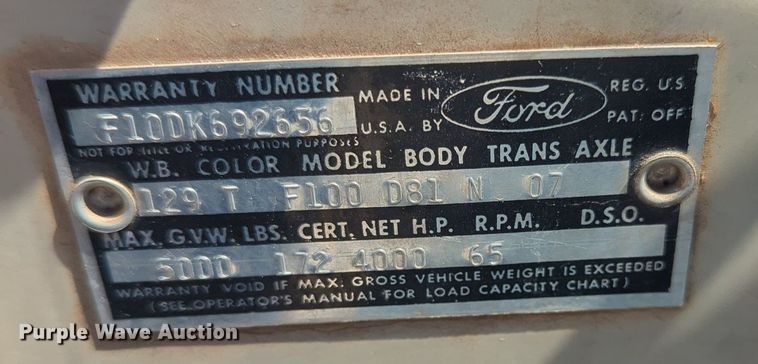 WARRANTY NUMBER
F10DK692656
MADE IN
U.S.A. BY
Ford
REG. U.S.
PAT. OFF
NOT FOR TITLE OR REGISTRATION PURPOSES
W.B. COLOR MODEL BODY TRANS AXLE
129 T F100 D81 N 07
MAX. G.V.W. LBS. CERT. NET H.P. R.P.M. D.S.O.
5000 172 4000 65
WARRANTY VOID IF MAX. GROSS VEHICLE WEIGHT IS EXCEEDED
(SEE OPERATOR'S MANUAL FOR LOAD CAPACITY CHART)
Purple Wave Auction